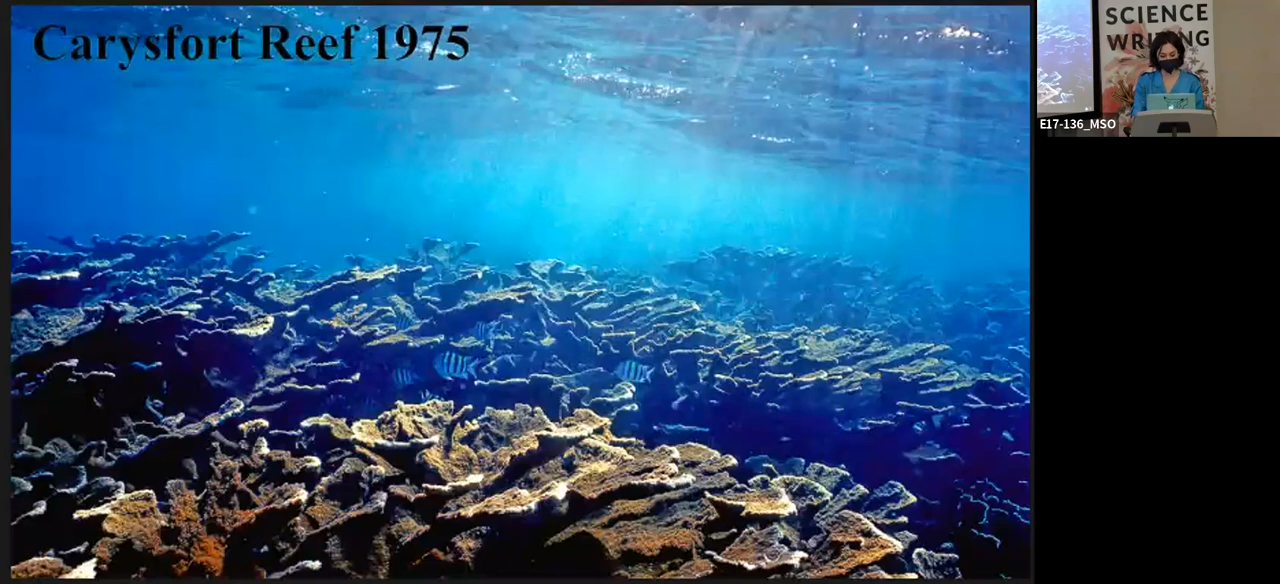 Carysfort Reef 1975
SCIENCE
WRITING
E17-136_MSO